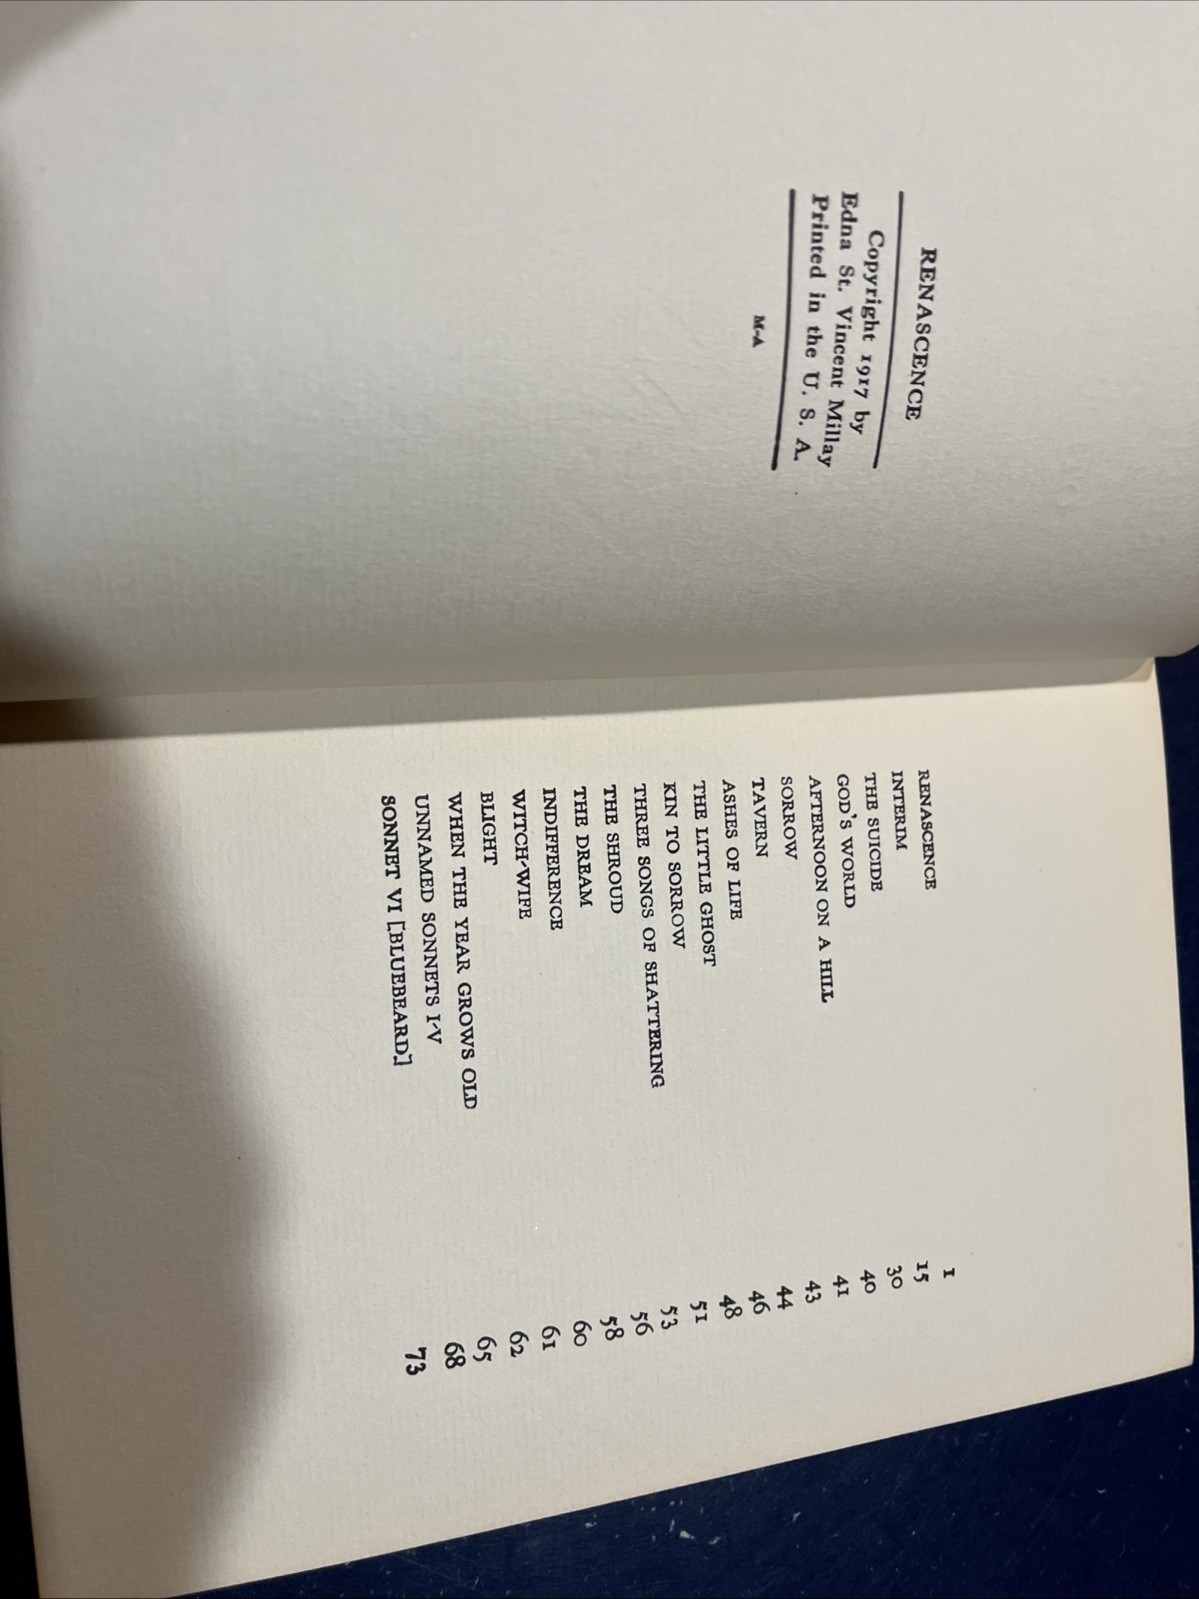 RENASCENCE
Copyright 1917 by
Edna St. Vincent Millay
Printed in the U. S. A.
M-A
RENASCENCE 1
INTERIM 15
THE SUICIDE 30
GOD'S WORLD 40
AFTERNOON ON A HILL 41
SORROW 43
TAVERN 44
ASHES OF LIFE 46
THE LITTLE GHOST 48
KIN TO SORROW 51
THREE SONGS OF SHATTERING 53
THE SHROUD 56
THE DREAM 58
INDIFFERENCE 60
WITCH-WIFE 61
BLIGHT 62
WHEN THE YEAR GROWS OLD 65
UNNAMED SONNETS I-V 68
SONNET VI [BLUEBEARD] 73